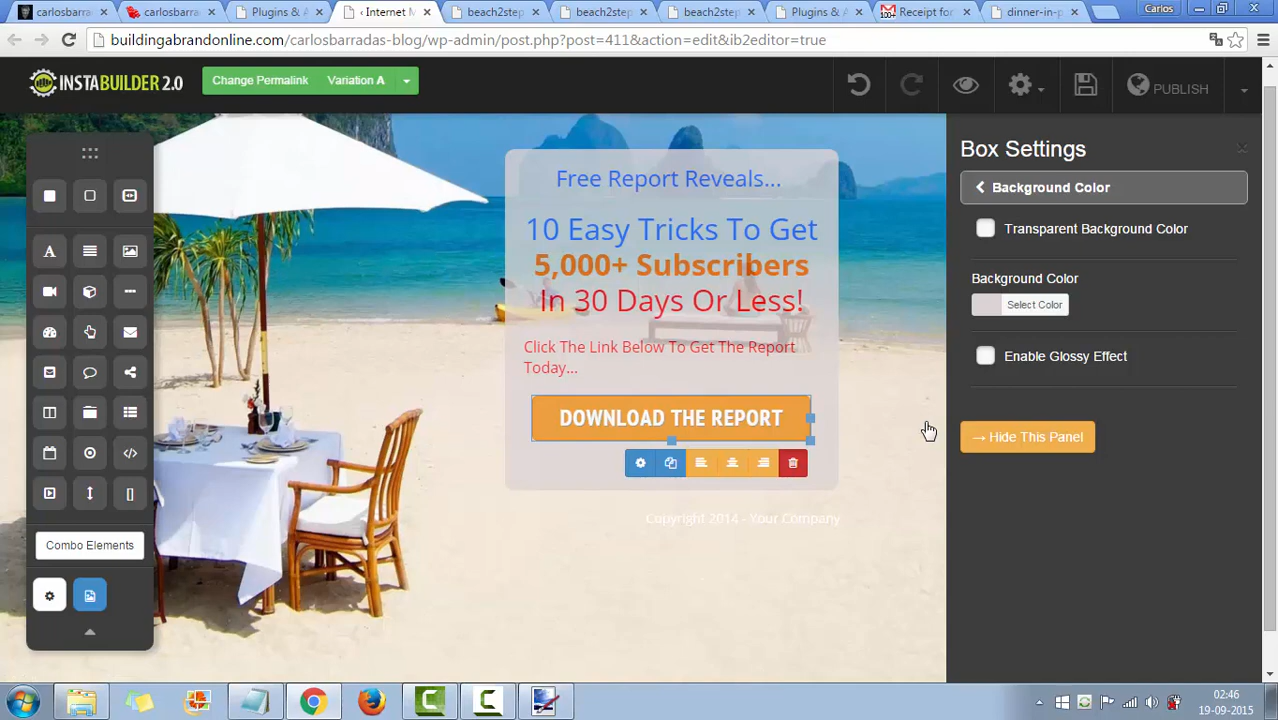 carlosbarrada
carlosbarrada
Plugins & A
‹ Internet M
beach2step
beach2step
beach2step
Plugins & A
100+
Receipt for
dinner-in-p
Carlos
buildingabrandonline.com/carlosbarradas-blog/wp-admin/post.php?post=411&action=edit&ib2editor=true
INSTABUILDER 2.0
Change Permalink
Variation A
PUBLISH
Free Report Reveals...
10 Easy Tricks To Get
5,000+ Subscribers
In 30 Days Or Less!
Click The Link Below To Get The Report
Today...
DOWNLOAD THE REPORT
Copyright 2014 - Your Company
Combo Elements
Box Settings
Background Color
Transparent Background Color
Background Color
Select Color
Enable Glossy Effect
→ Hide This Panel
02:46
19-09-2015